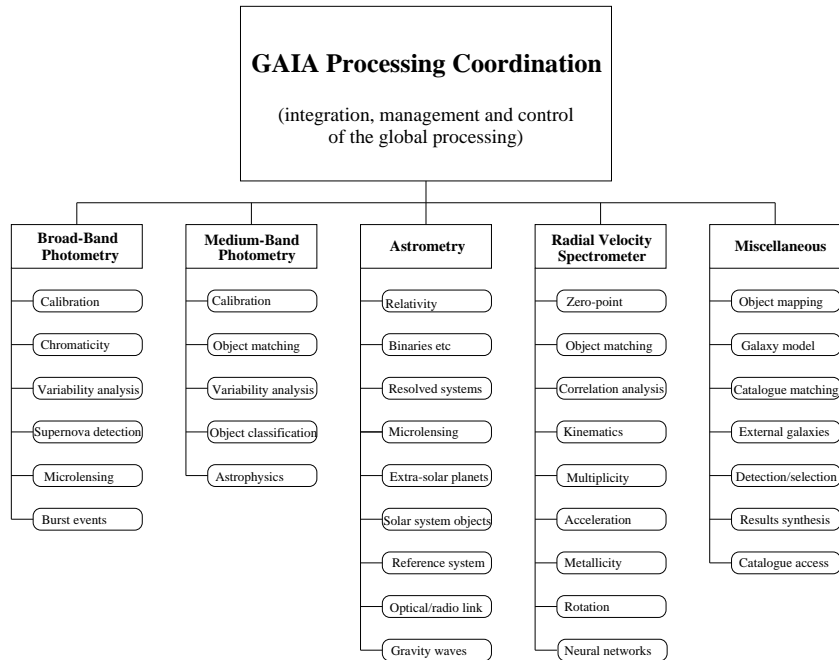 GAIA Processing Coordination
(integration, management and control
of the global processing)
Broad-Band
Photometry
Calibration
Chromaticity
Variability analysis
Supernova detection
Microlensing
Burst events
Medium-Band
Photometry
Calibration
Object matching
Variability analysis
Object classification
Astrophysics
Astrometry
Relativity
Binaries etc
Resolved systems
Microlensing
Extra-solar planets
Solar system objects
Reference system
Optical/radio link
Gravity waves
Radial Velocity
Spectrometer
Zero-point
Object matching
Correlation analysis
Kinematics
Multiplicity
Acceleration
Metallicity
Rotation
Neural networks
Miscellaneous
Object mapping
Galaxy model
Catalogue matching
External galaxies
Detection/selection
Results synthesis
Catalogue access